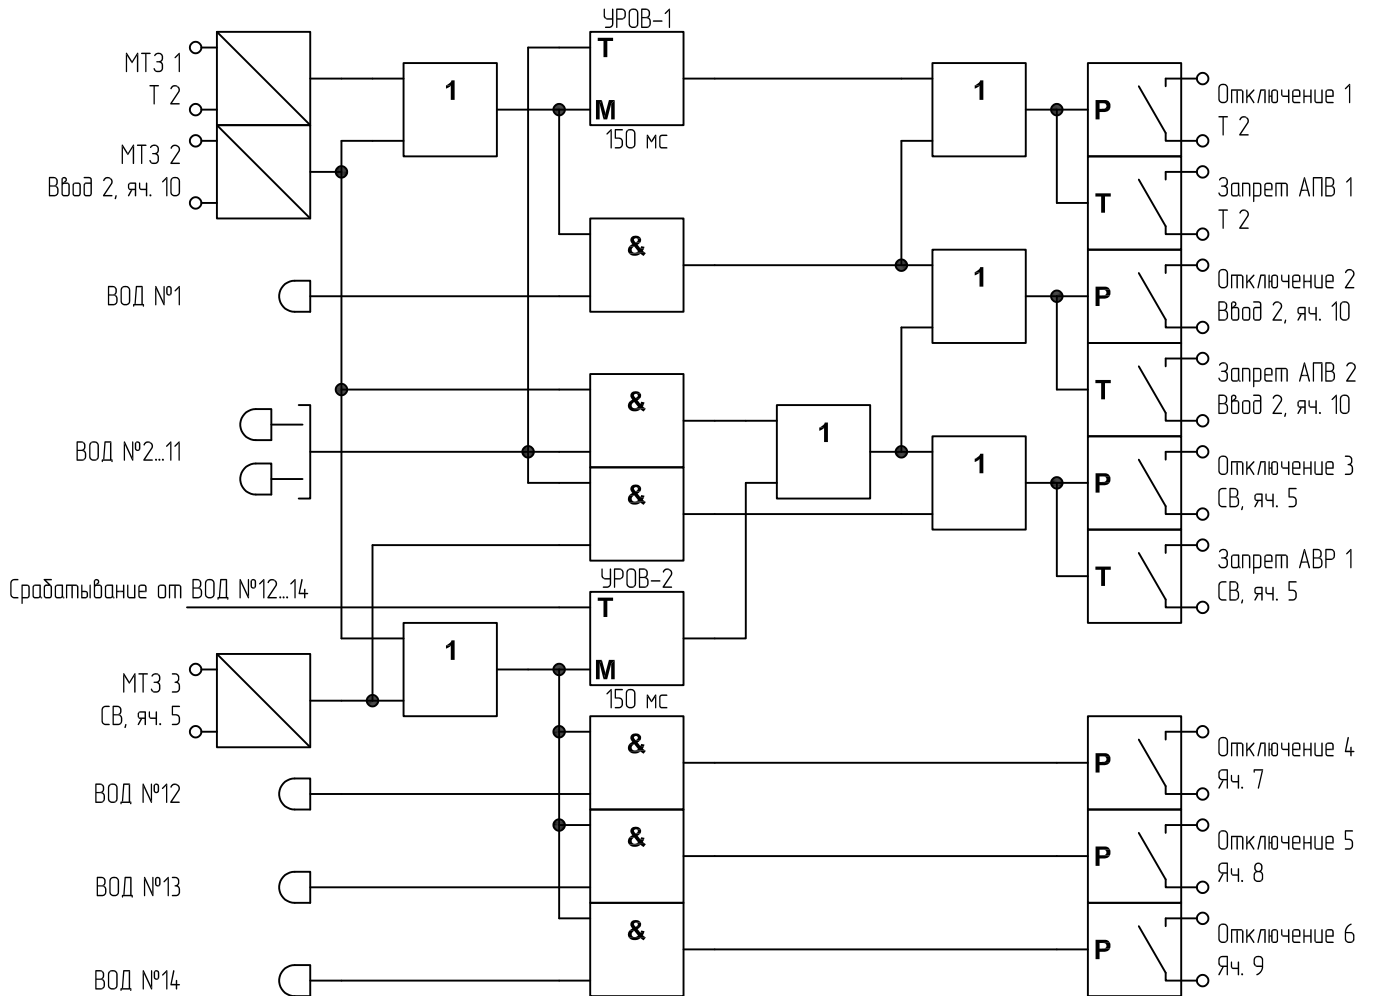 УРОВ-1
МТЗ 1
Т 2
1
Т
М
150 мс
1
Р
Отключение 1
Т 2
МТЗ 2
Ввод 2, яч. 10
Т
Запрет АПВ 1
Т 2
&
ВОД №1
1
Р
Отключение 2
Ввод 2, яч. 10
Т
Запрет АПВ 2
Ввод 2, яч. 10
&
ВОД №2...11
1
&
1
Р
Отключение 3
СВ, яч. 5
Т
Запрет АВР 1
СВ, яч. 5
Срабатывание от ВОД №12...14
УРОВ-2
Т
М
150 мс
1
МТЗ 3
СВ, яч. 5
&
ВОД №12
Р
Отключение 4
Яч. 7
&
ВОД №13
Р
Отключение 5
Яч. 8
&
ВОД №14
Р
Отключение 6
Яч. 9